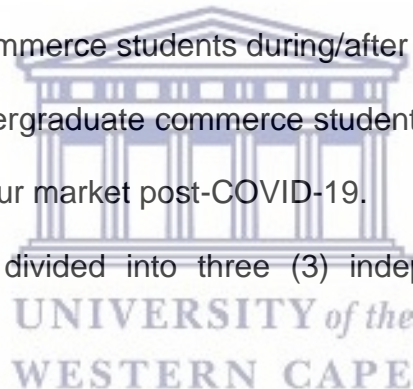 mmerce students during/after
ergraduate commerce student
ur market post-COVID-19.
divided into three (3) indep
UNIVERSITY of the
WESTERN CAPE